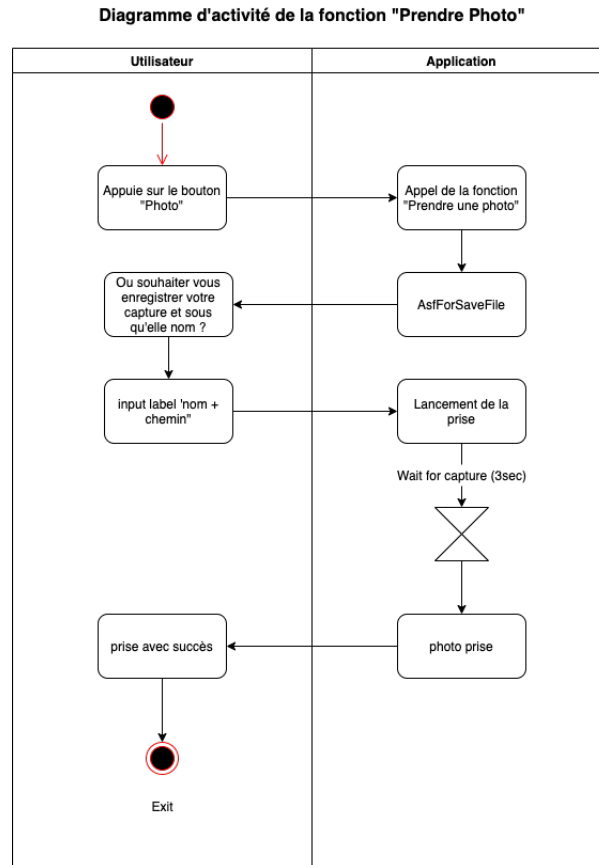 Diagramme d'activité de la fonction "Prendre Photo"
Utilisateur
Application
Appuie sur le bouton
"Photo"
Appel de la fonction
"Prendre une photo"
Ou souhaiter vous
enregistrer votre
capture et sous
qu'elle nom ?
AsfForSaveFile
input label 'nom +
chemin"
Lancement de la
prise
Wait for capture (3sec)
prise avec succès
photo prise
Exit